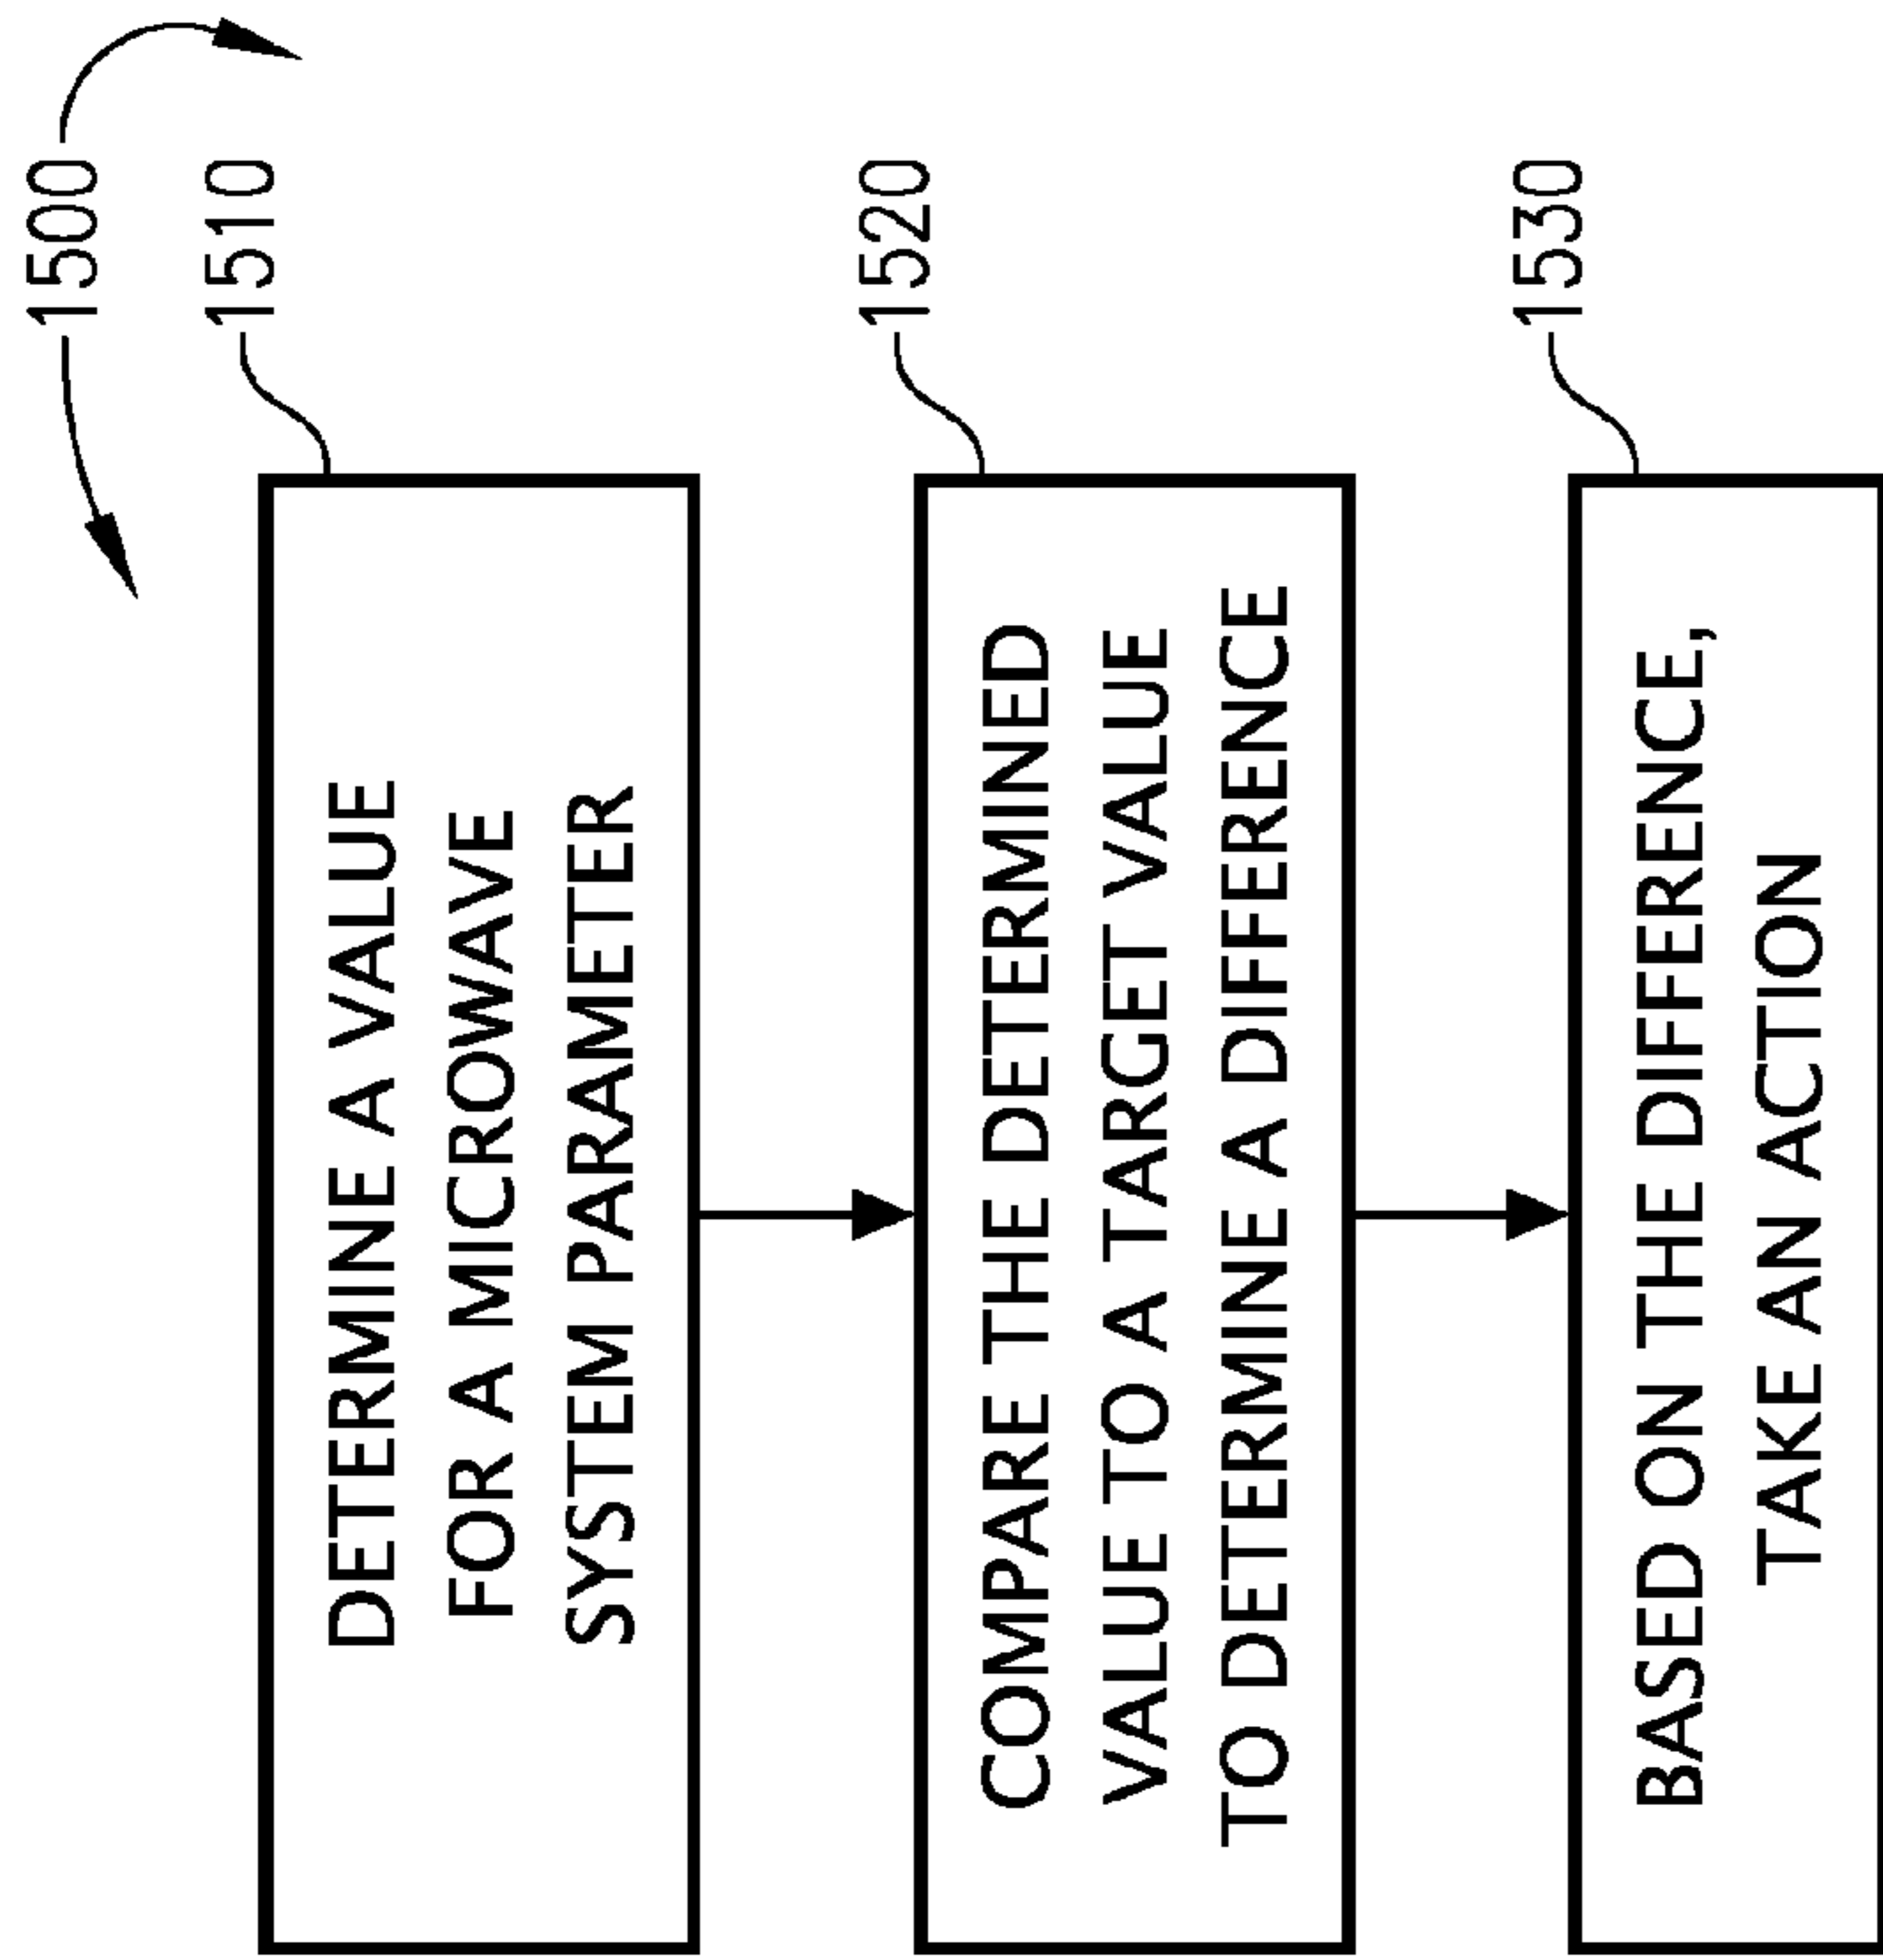 1500
1510
DETERMINE A VALUE
FOR A MICROWAVE
SYSTEM PARAMETER
1520
COMPARE THE DETERMINED
VALUE TO A TARGET VALUE
TO DETERMINE A DIFFERENCE
1530
BASED ON THE DIFFERENCE,
TAKE AN ACTION